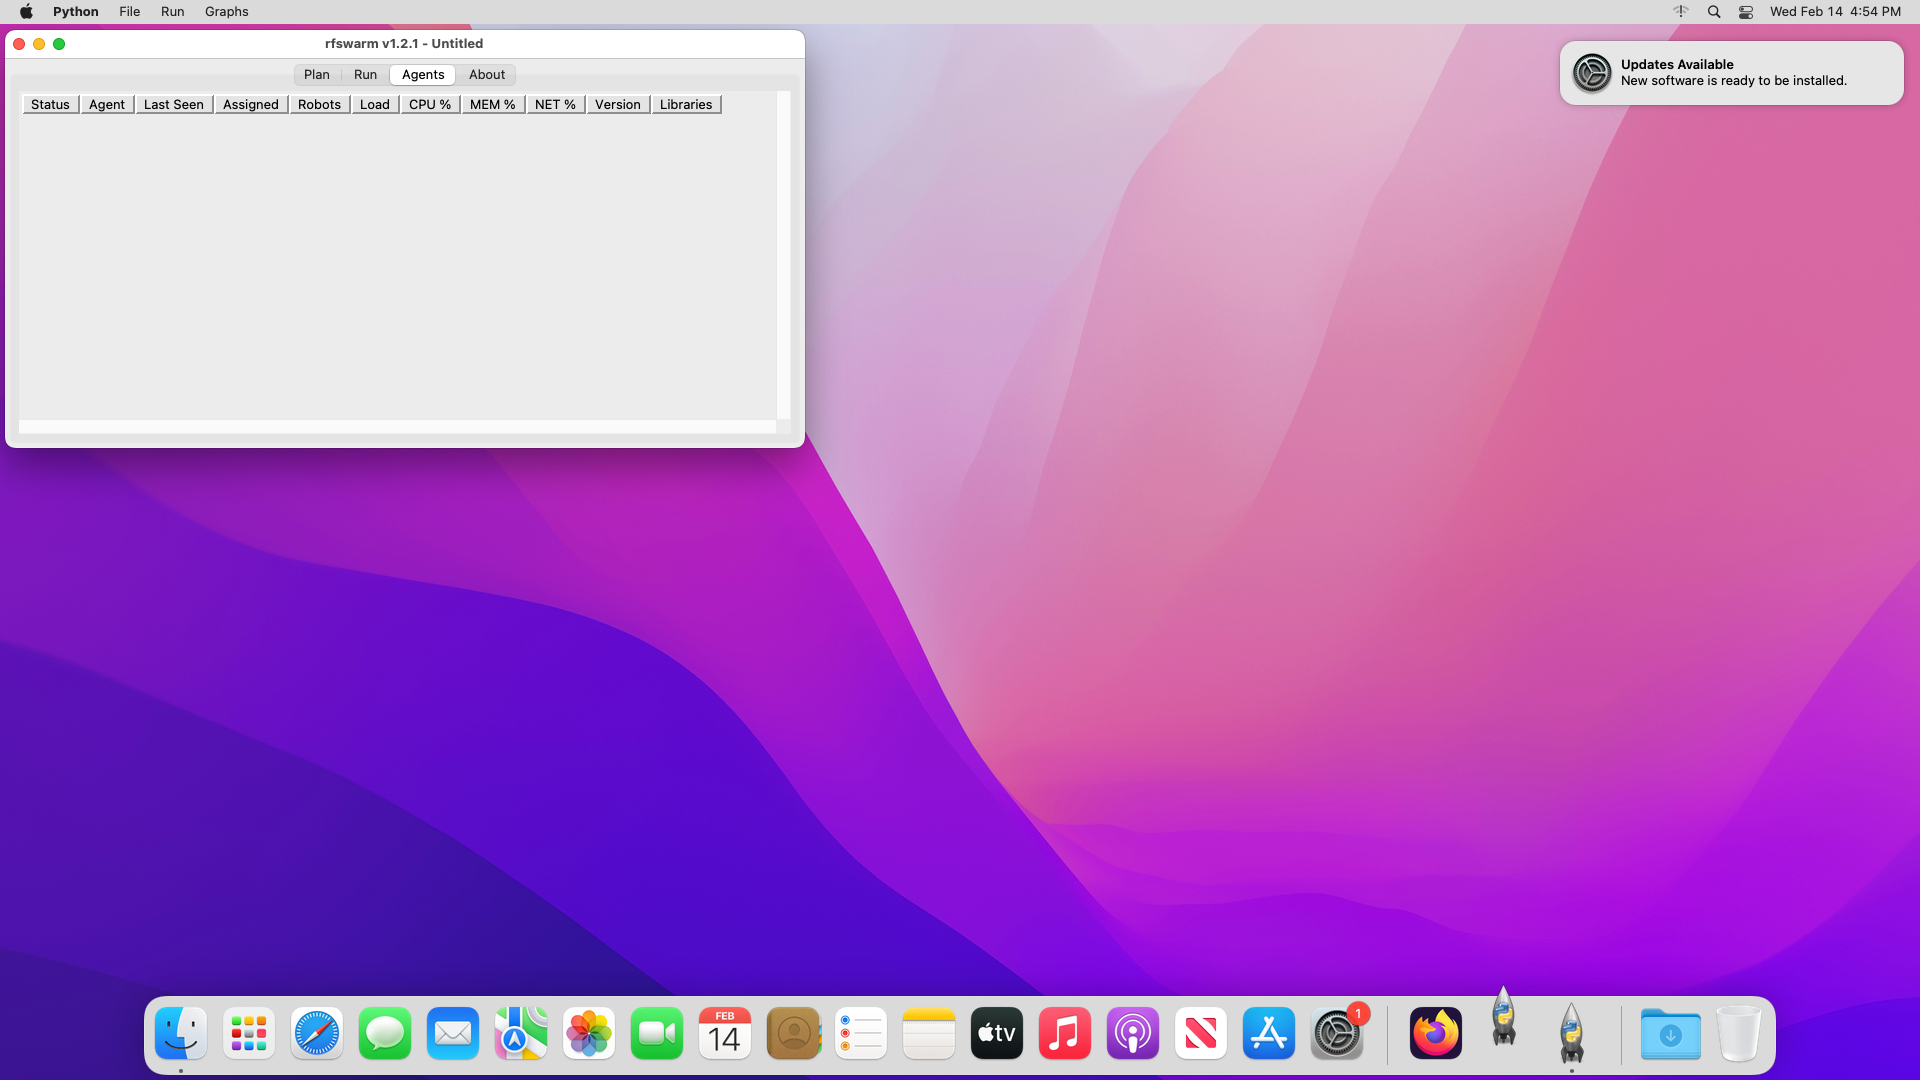 Python File Run Graphs
Wed Feb 14 4:54 PM
rfswarm v1.2.1 - Untitled
Plan Run Agents About
Status Agent Last Seen Assigned Robots Load CPU % MEM % NET % Version Libraries
Updates Available
New software is ready to be installed.
FEB
14
tv
1